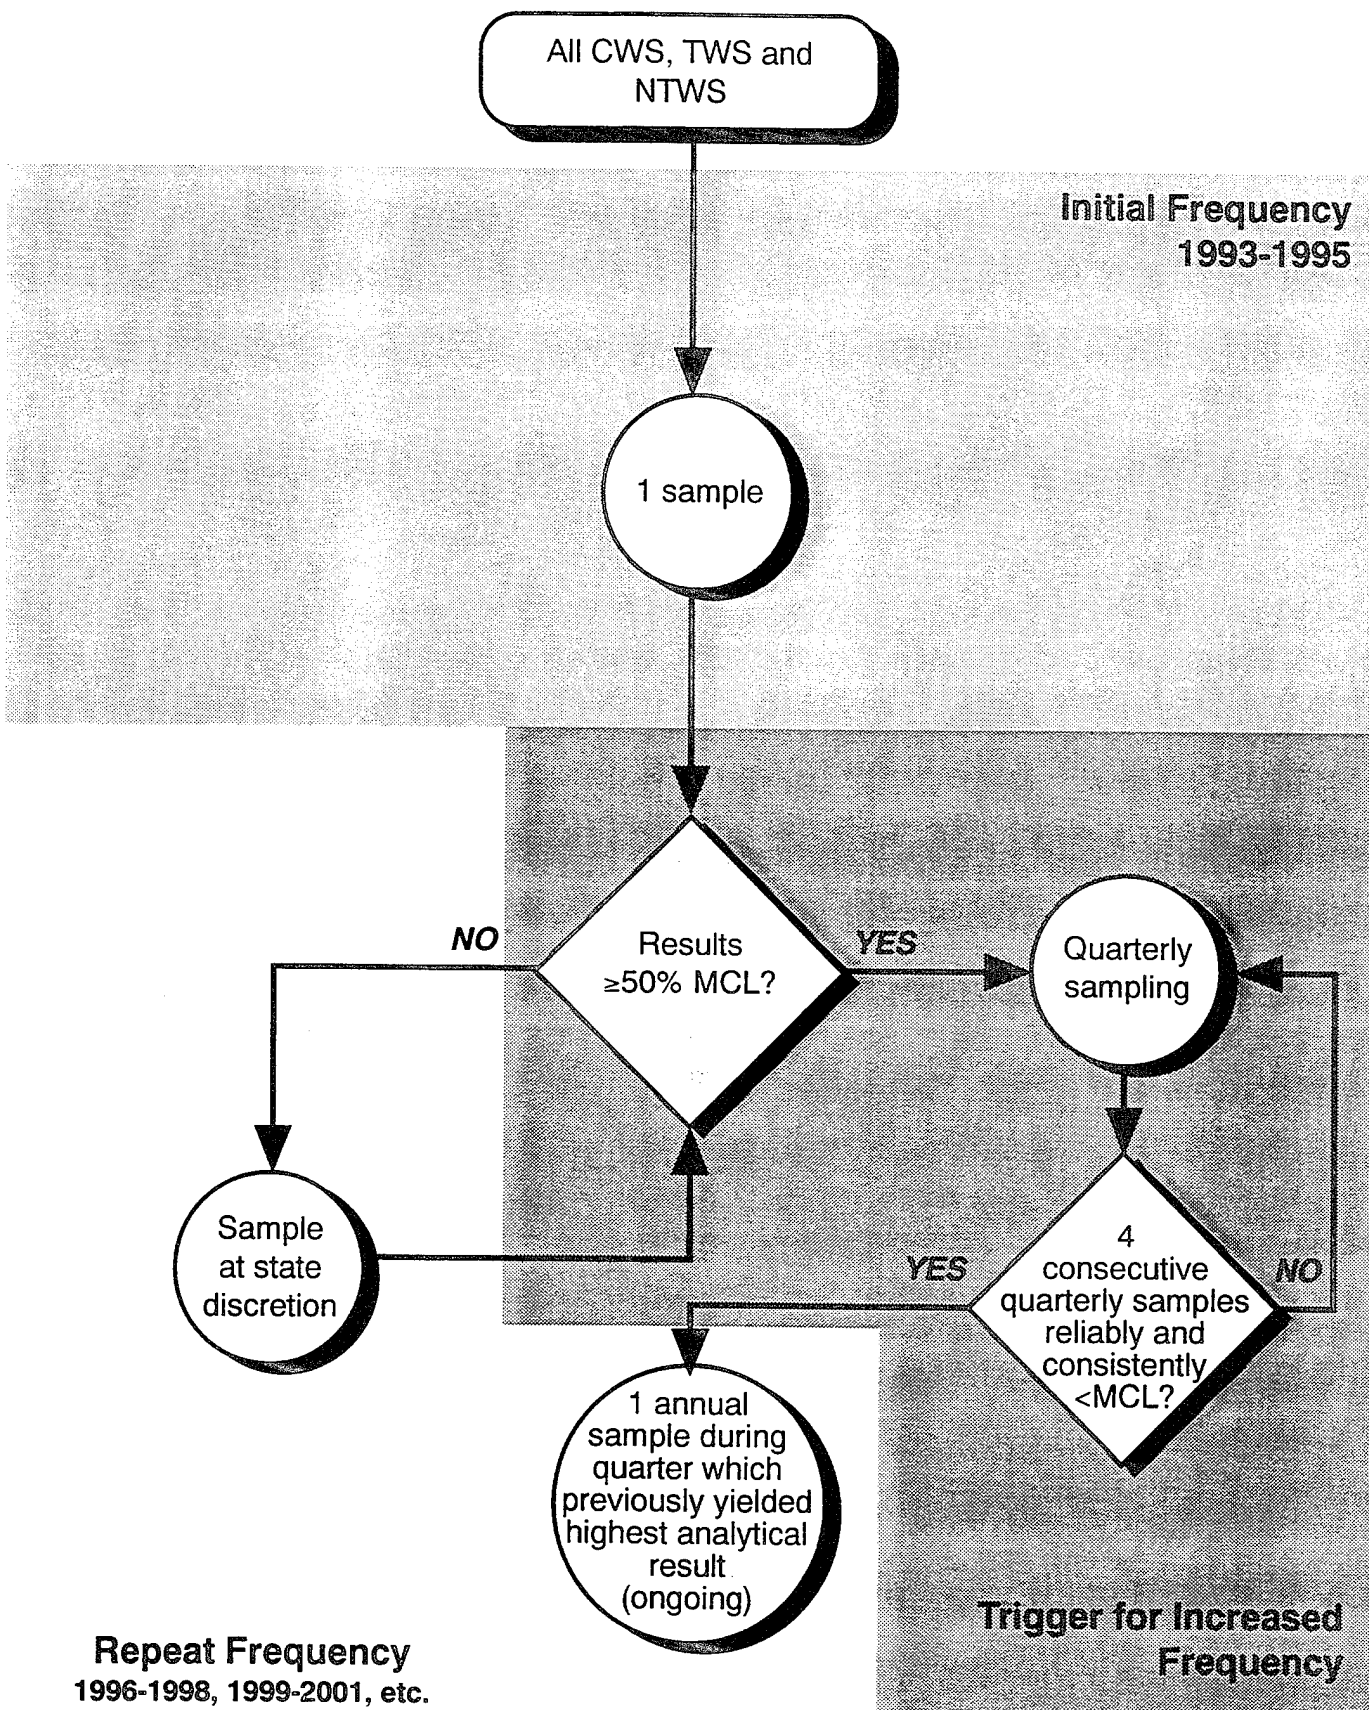 All CWS, TWS and
NTWS
Initial Frequency
1993-1995
1 sample
NO
Results
≥50% MCL?
YES
Quarterly
sampling
Sample
at state
discretion
YES
4
consecutive
quarterly samples
reliably and
consistently
<MCL?
NO
1 annual
sample during
quarter which
previously yielded
highest analytical
result
(ongoing)
Trigger for Increased
Frequency
Repeat Frequency
1996-1998, 1999-2001, etc.